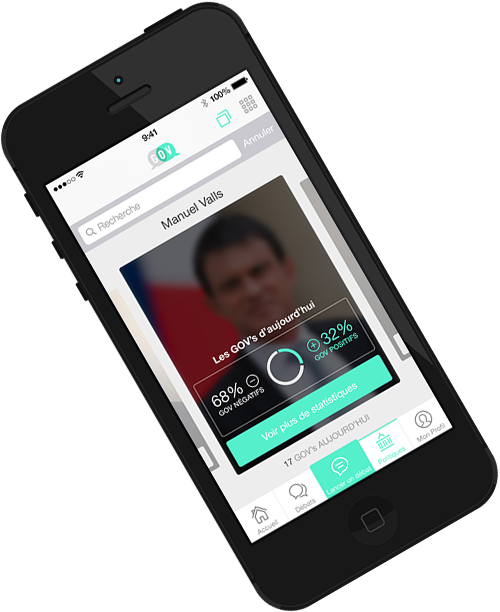 9:41
100%
GOV
Recherche
Annuler
Manuel Valls
Les GOV's d'aujourd'hui
68%
GOV NÉGATIFS
32%
GOV POSITIFS
Voir plus de statistiques
17 GOV's AUJOURD'HUI
Accueil
Débats
Lancer un débat
Politiques
Mon Profil